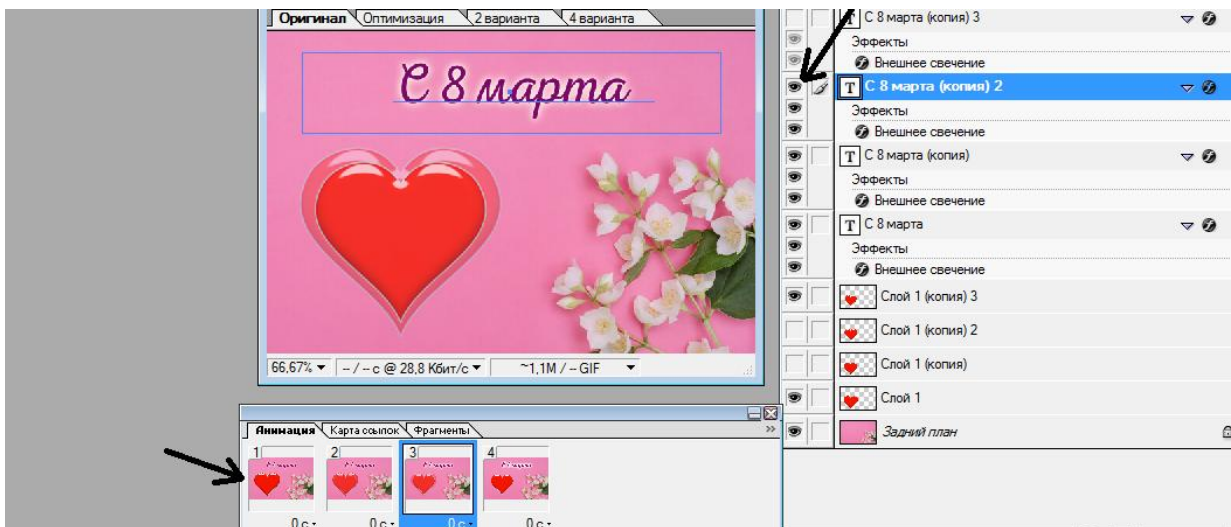 Оригинал Оптимизация 2 варианта 4 варианта
С 8 марта
66,67% -- / -- с @ 28,8 Кбит/с ~1,1M / -- GIF
Анимация Карта ссылок Фрагменты
1 2 3 4
0 с. 0 с. 0 с. 0 с.
T С 8 марта (копия) 3
Эффекты
Внешнее свечение
T С 8 марта (копия) 2
Эффекты
Внешнее свечение
T С 8 марта (копия)
Эффекты
Внешнее свечение
T С 8 марта
Эффекты
Внешнее свечение
Слой 1 (копия) 3
Слой 1 (копия) 2
Слой 1 (копия)
Слой 1
Задний план